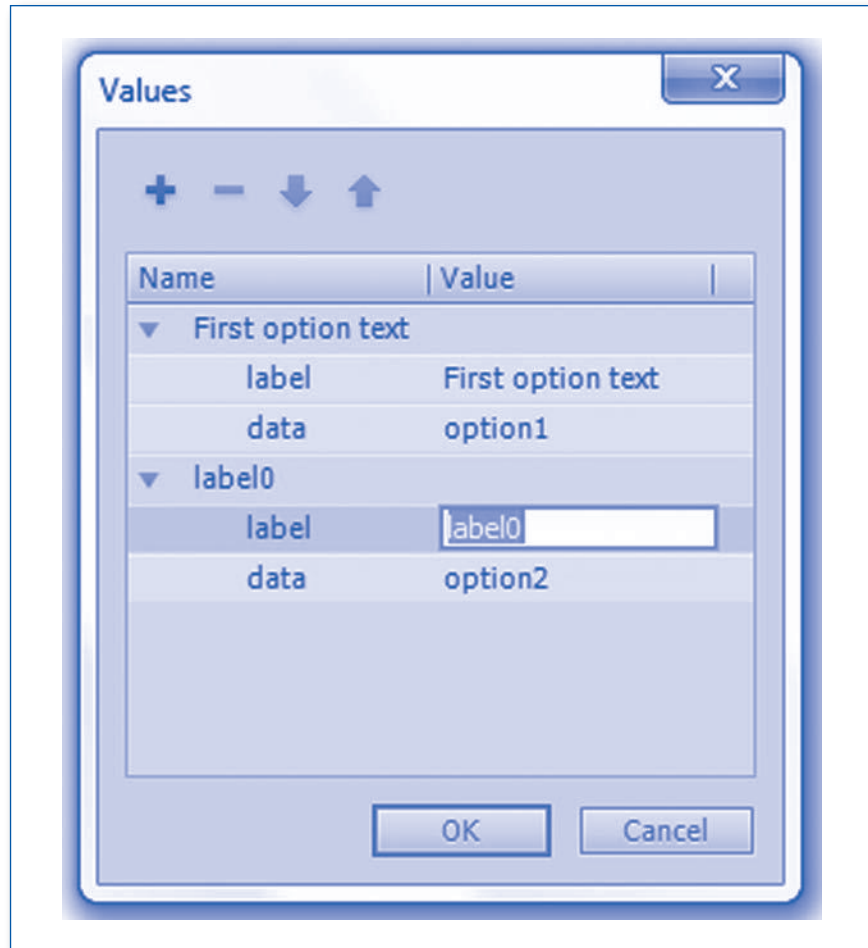 Values
Name Value
First option text
label First option text
data option1
label0
label label0
data option2
OK Cancel